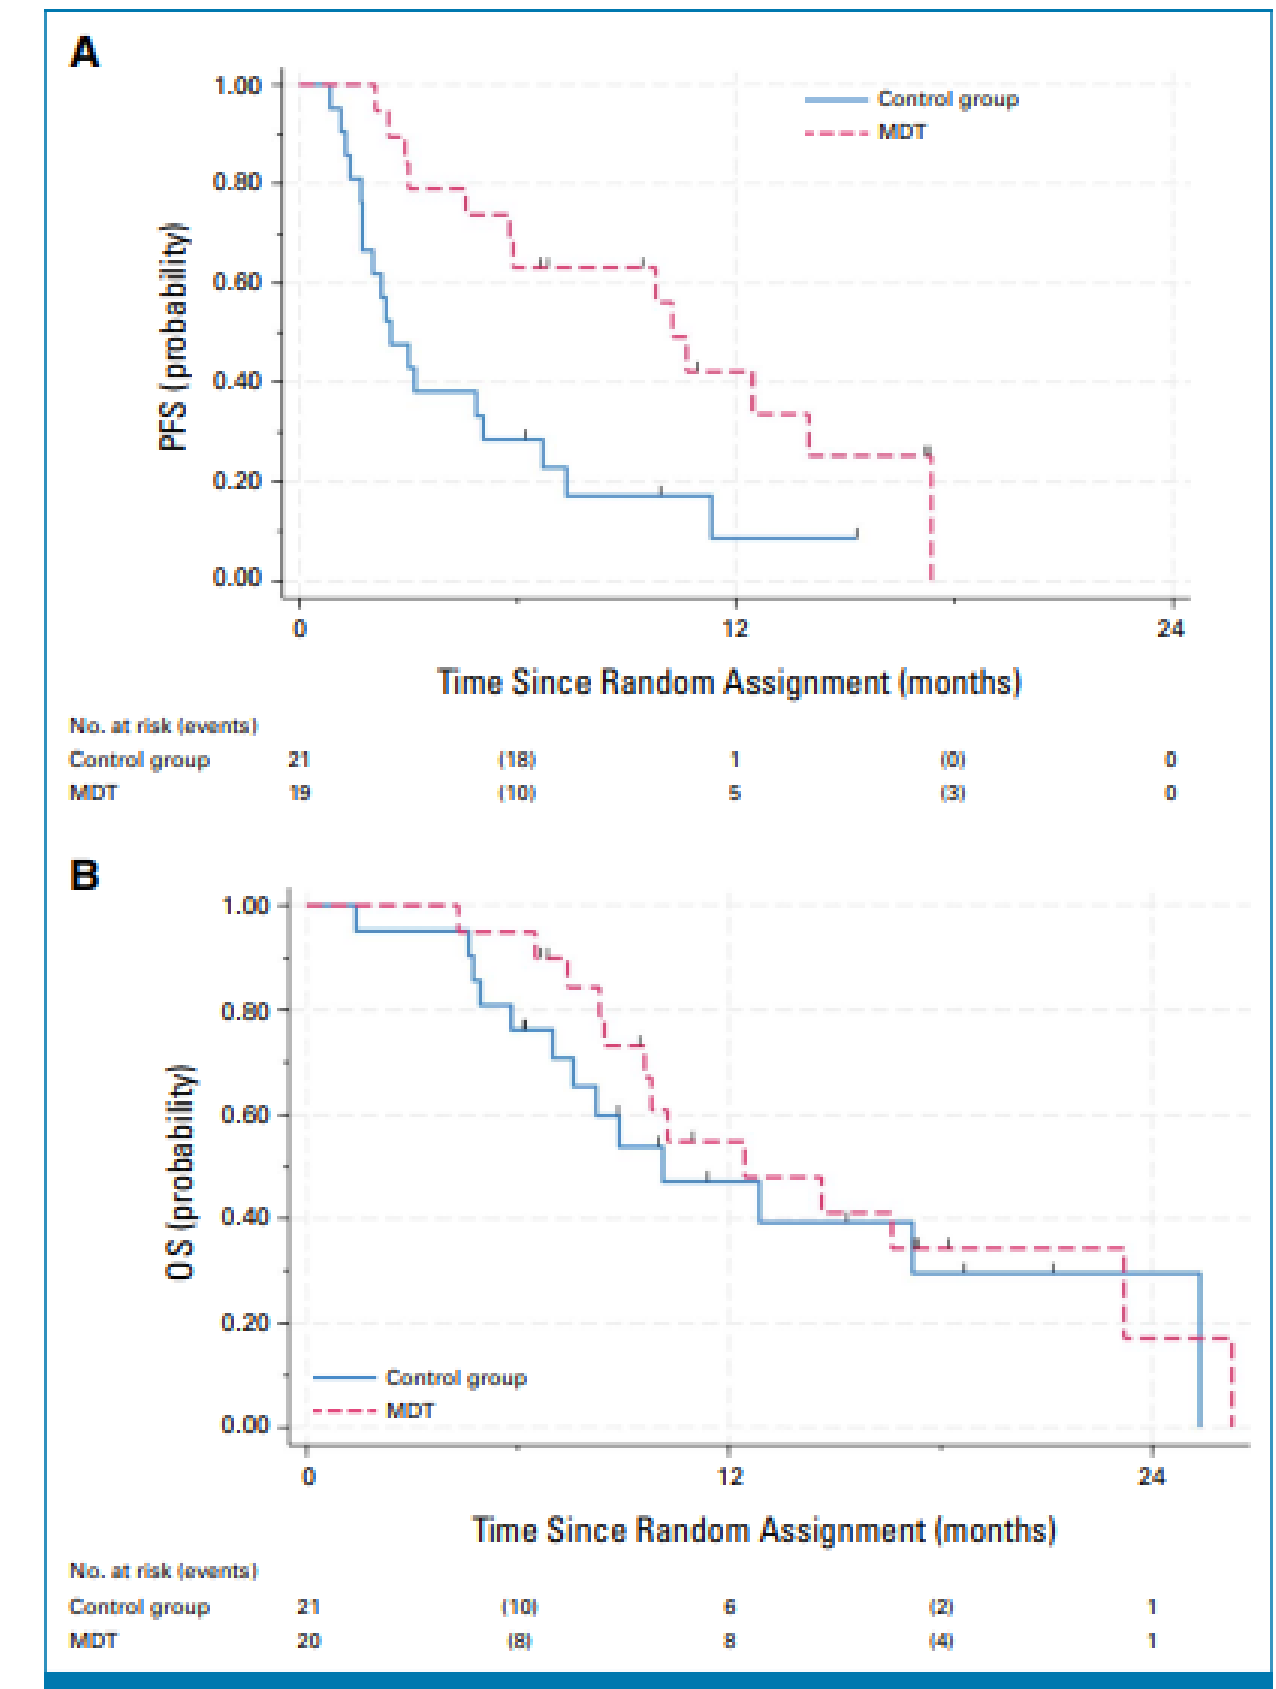 A
1.00
0.80
0.60
0.40
0.20
0.00
PFS (probability)
Control group
MDT
0 12 24
Time Since Random Assignment (months)
No. at risk (events)
Control group 21 (18) 1 (0) 0
MDT 19 (10) 5 (3) 0
B
1.00
0.80
0.60
0.40
0.20
0.00
OS (probability)
Control group
MDT
0 12 24
Time Since Random Assignment (months)
No. at risk (events)
Control group 21 (10) 6 (2) 1
MDT 20 (8) 8 (4) 1